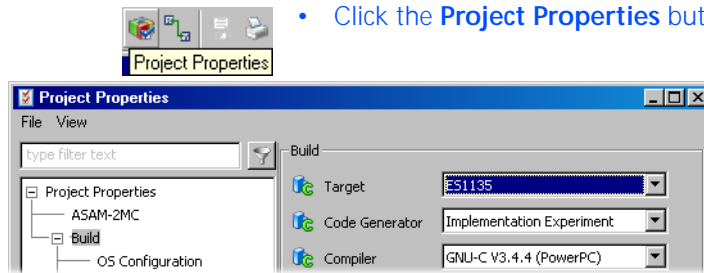 • Click the Project Properties but
Project Properties
Project Properties
File View
type filter text
Build
Project Properties
Target ES1135
ASAM-2MC
Code Generator Implementation Experiment
Build
OS Configuration
Compiler GNU-C V3.4.4 (PowerPC)